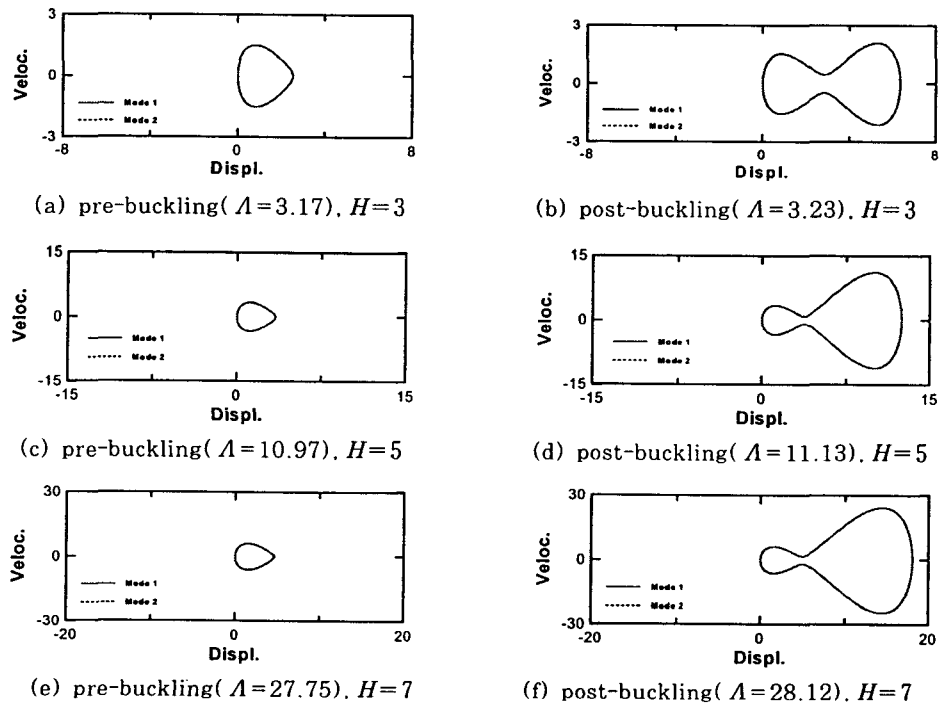 3
Veloc.
0
Mode 1
Mode 2
-3
-8
0
8
Displ.
(a) pre-buckling( Λ=3.17), H=3
3
Veloc.
0
Mode 1
Mode 2
-3
-8
0
8
Displ.
(b) post-buckling( Λ=3.23), H=3
15
Veloc.
0
Mode 1
Mode 2
-15
-15
0
15
Displ.
(c) pre-buckling( Λ=10.97), H=5
15
Veloc.
0
Mode 1
Mode 2
-15
-15
0
15
Displ.
(d) post-buckling( Λ=11.13), H=5
30
Veloc.
0
Mode 1
Mode 2
-30
-20
0
20
Displ.
(e) pre-buckling( Λ=27.75), H=7
30
Veloc.
0
Mode 1
Mode 2
-30
-20
0
20
Displ.
(f) post-buckling( Λ=28.12), H=7